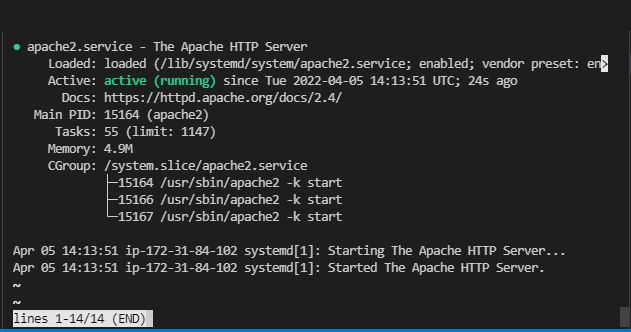 ● apache2.service - The Apache HTTP Server
Loaded: loaded (/lib/systemd/system/apache2.service; enabled; vendor preset: en>
Active: active (running) since Tue 2022-04-05 14:13:51 UTC; 24s ago
Docs: https://httpd.apache.org/docs/2.4/
Main PID: 15164 (apache2)
Tasks: 55 (limit: 1147)
Memory: 4.9M
CGroup: /system.slice/apache2.service
├─15164 /usr/sbin/apache2 -k start
├─15166 /usr/sbin/apache2 -k start
└─15167 /usr/sbin/apache2 -k start
Apr 05 14:13:51 ip-172-31-84-102 systemd[1]: Starting The Apache HTTP Server...
Apr 05 14:13:51 ip-172-31-84-102 systemd[1]: Started The Apache HTTP Server.
~
~
lines 1-14/14 (END)